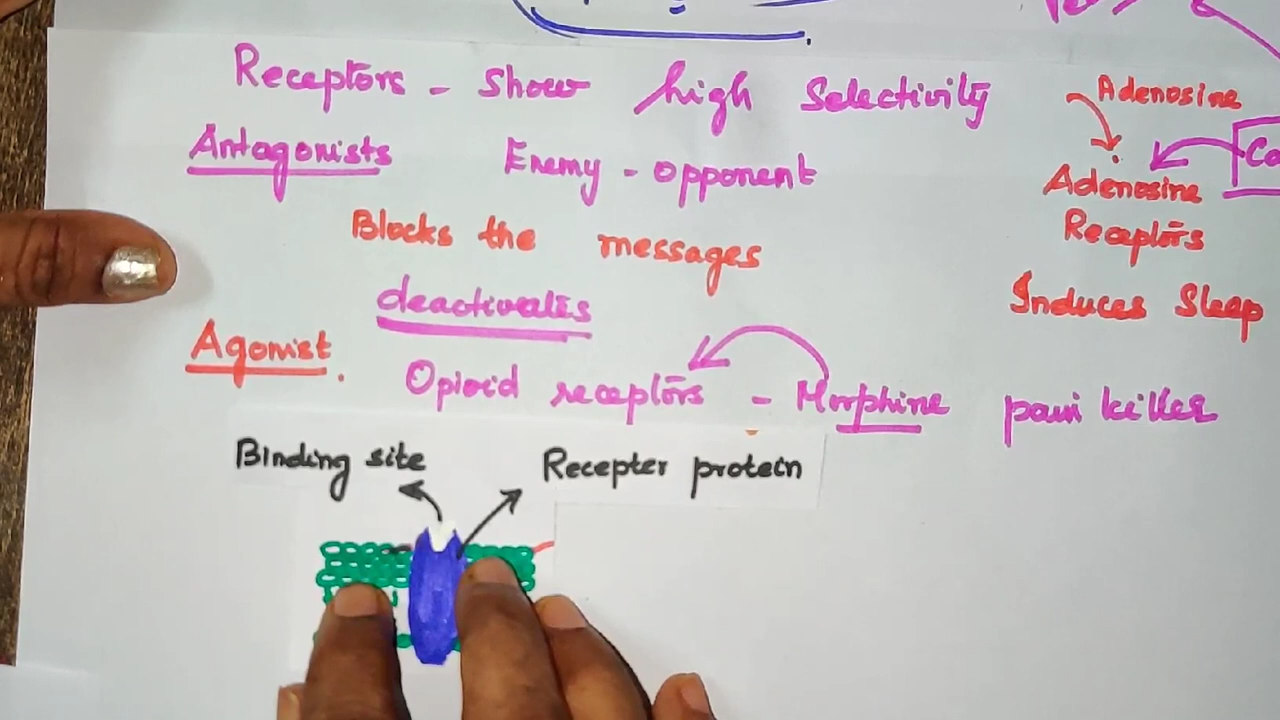 Receptors - Show high Selectivity
Antagonists Enemy - opponent
Blocks the messages
deactivates
Agonist.
Opioid receptors - Morphine pain killer
Binding site
Recepter protein
Adenosine
Adenosine
Receptors
Induces Sleep